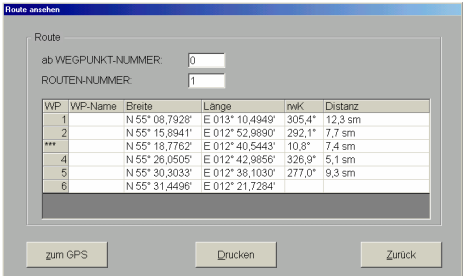 Route ansehen
Route
ab WEGPUNKT-NUMMER: 0
ROUTEN-NUMMER: 1
WP WP-Name Breite Länge rwK Distanz
1 N 55° 08,7928' E 013° 10,4949' 305,4° 12,3 sm
2 N 55° 15,8941' E 012° 52,9890' 292,1° 7,7 sm
*** N 55° 18,7762' E 012° 40,5443' 10,8° 7,4 sm
4 N 55° 26,0505' E 012° 42,9856' 326,9° 5,1 sm
5 N 55° 30,3033' E 012° 38,1030' 277,0° 9,3 sm
6 N 55° 31,4496' E 012° 21,7284'
zum GPS Drucken Zurück